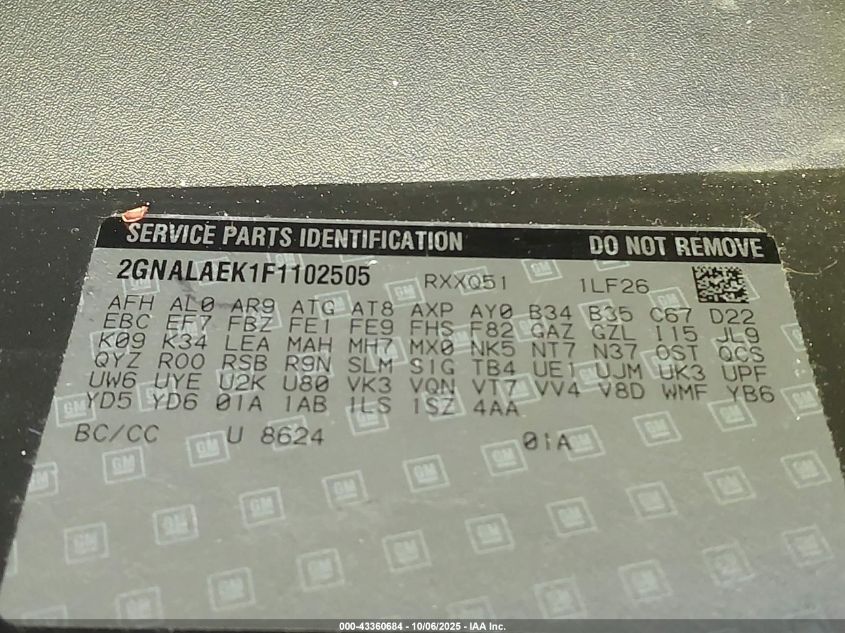 SERVICE PARTS IDENTIFICATION DO NOT REMOVE
2GNALAEK1F1102505 RXXQ51 1LF26
AFH AL0 AR9 ATG AT8 AXP AY0 B34 B35 C67 D22
EBC EF7 FBZ FE1 FE9 FHS F82 GAZ GZL I15 JL9
K09 K34 LEA MAH MH7 MX0 NK5 NT7 N37 OST QCS
QYZ R00 RSB R9N SLM S1G TB4 UE1 UJM UK3 UPF
UW6 UYE U2K U80 VK3 VQN VT7 VV4 V8D WMF YB6
YD5 YD6 01A 1AB 1LS 1SZ 4AA
BC/CC U 8624 01A
000-43360684 - 10/06/2025 - IAA Inc.